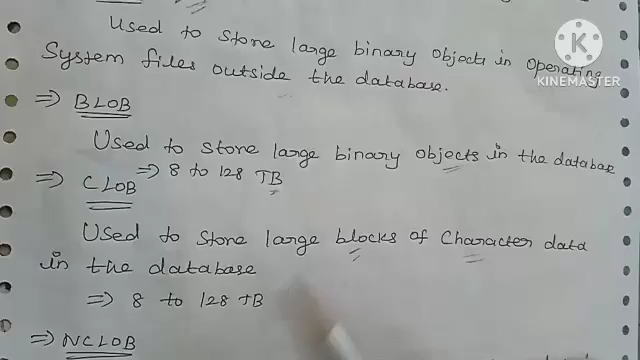 Used to store large binary objects in operating
System files outside the database.
K
KINEMASTER
⇒ BLOB
Used to store large binary objects in the databas
⇒ 8 to 128 TB
⇒ CLOB
Used to store large blocks of Character data
in the database
⇒ 8 to 128 TB
⇒ NCLOB